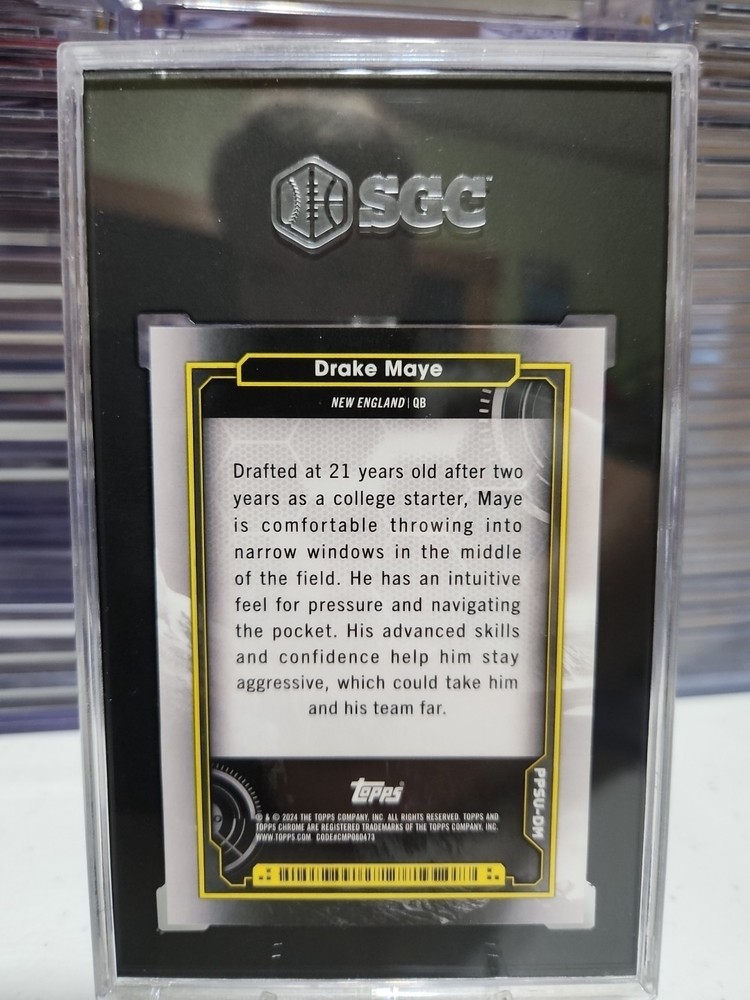 SGC
Drake Maye
NEW ENGLAND | QB
Drafted at 21 years old after two
years as a college starter, Maye
is comfortable throwing into
narrow windows in the middle
of the field. He has an intuitive
feel for pressure and navigating
the pocket. His advanced skills
and confidence help him stay
aggressive, which could take him
and his team far.
topps
PPSU-DM
® & © 2024 THE TOPPS COMPANY, INC. ALL RIGHTS RESERVED. TOPPS AND
TOPPS CHROME ARE REGISTERED TRADEMARKS OF THE TOPPS COMPANY, INC.
WWW.TOPPS.COM CODE#CMP080473